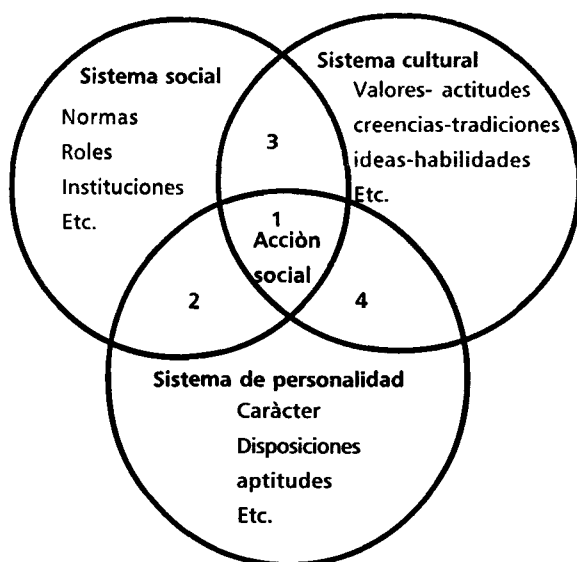 Sistema social
Normas
Roles
Instituciones
Etc.
Sistema cultural
Valores- actitudes
creencias-tradiciones
ideas-habilidades
Etc.
3
1
Acciòn
social
2
4
Sistema de personalidad
Caràcter
Disposiciones
aptitudes
Etc.